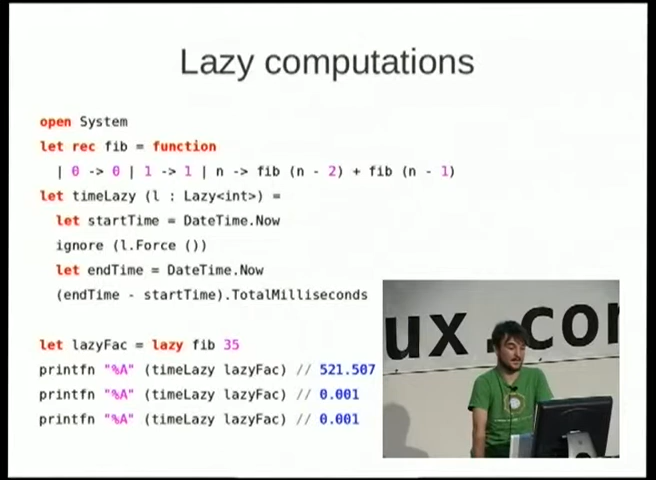 Lazy computations
open System
let rec fib = function
| 0 -> 0 | 1 -> 1 | n -> fib (n - 2) + fib (n - 1)
let timeLazy (l : Lazy<int>) =
let startTime = DateTime.Now
ignore (l.Force ())
let endTime = DateTime.Now
(endTime - startTime).TotalMilliseconds
let lazyFac = lazy fib 35
printfn "%A" (timeLazy lazyFac) // 521.507
printfn "%A" (timeLazy lazyFac) // 0.001
printfn "%A" (timeLazy lazyFac) // 0.001
ux.con